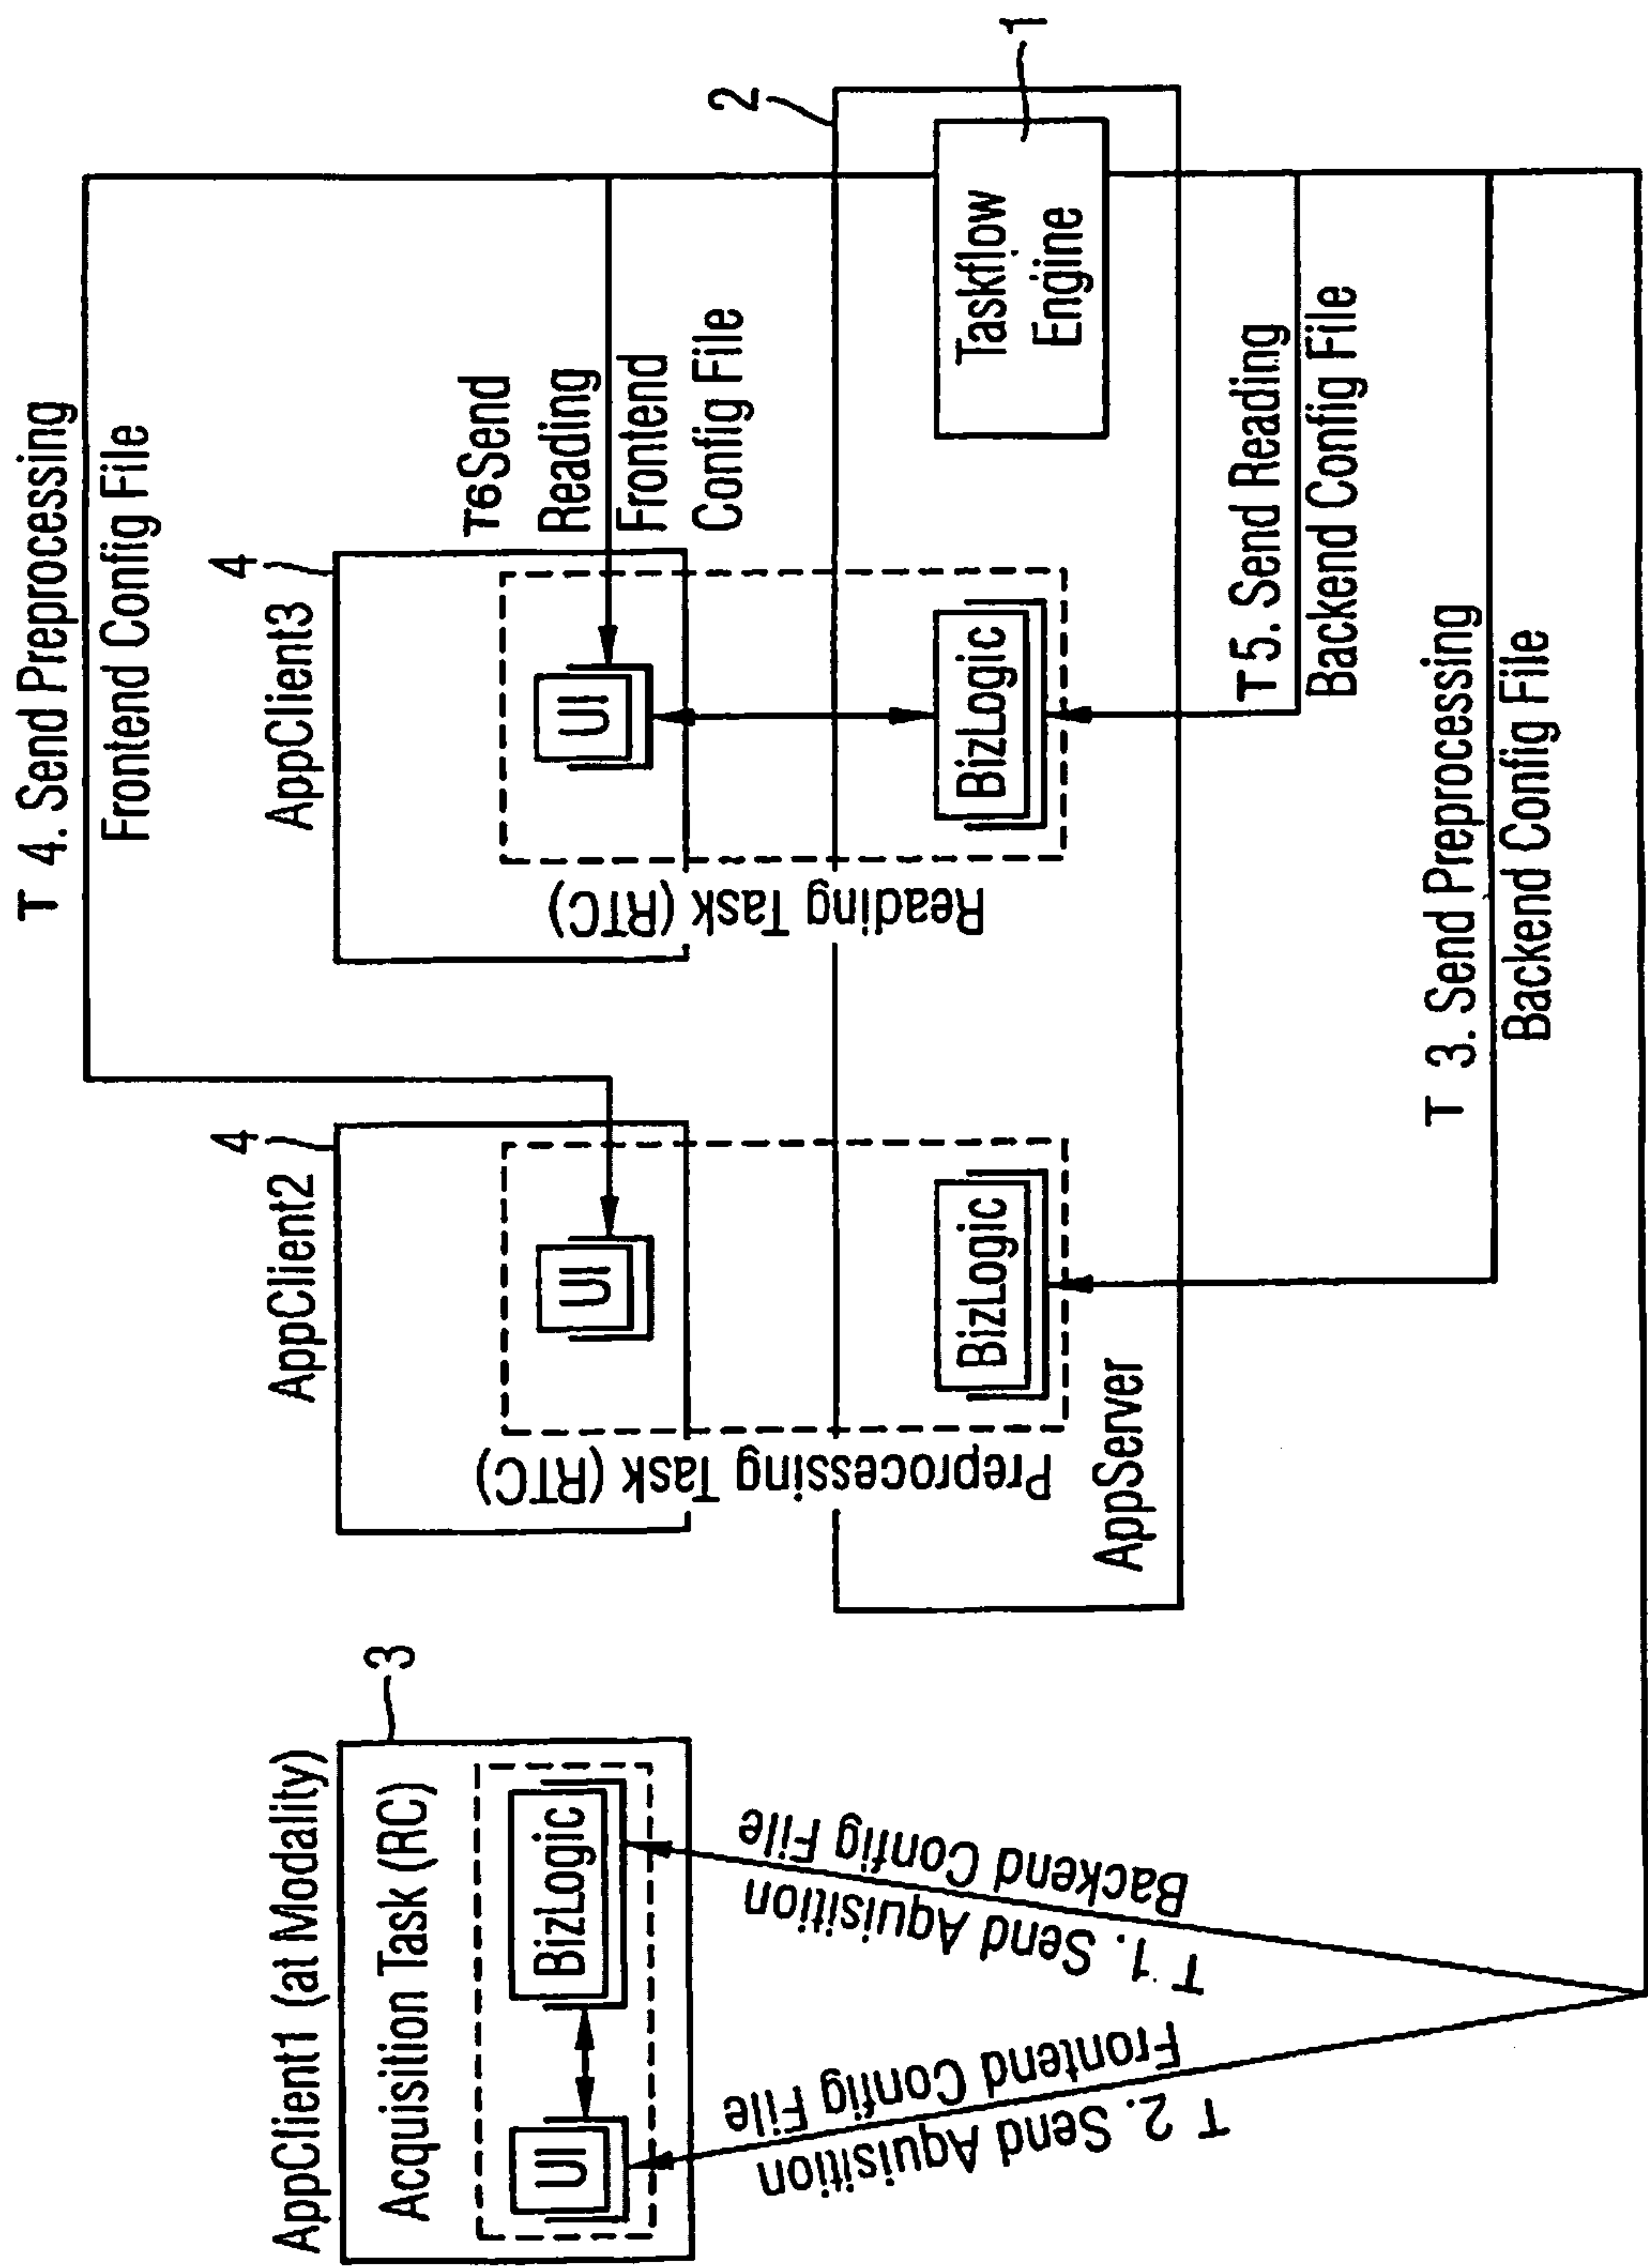 T 4. Send Preprocessing
Frontend Config File
AppClient1 (at Modality)
3
Acquisition Task (RC)
UI
BizLogic
AppClient2
4
UI
Preprocessing Task (RTC)
BizLogic
AppClient3
4
UI
Reading Task (RTC)
BizLogic
T6Send
Reading
Frontend
Config File
2
Taskflow
Engine
1
AppServer
T 2. Send Aquisition
Frontend Config File
T 1. Send Aquisition
Backend Config File
T 5. Send Reading
Backend Config File
T 3. Send Preprocessing
Backend Config File